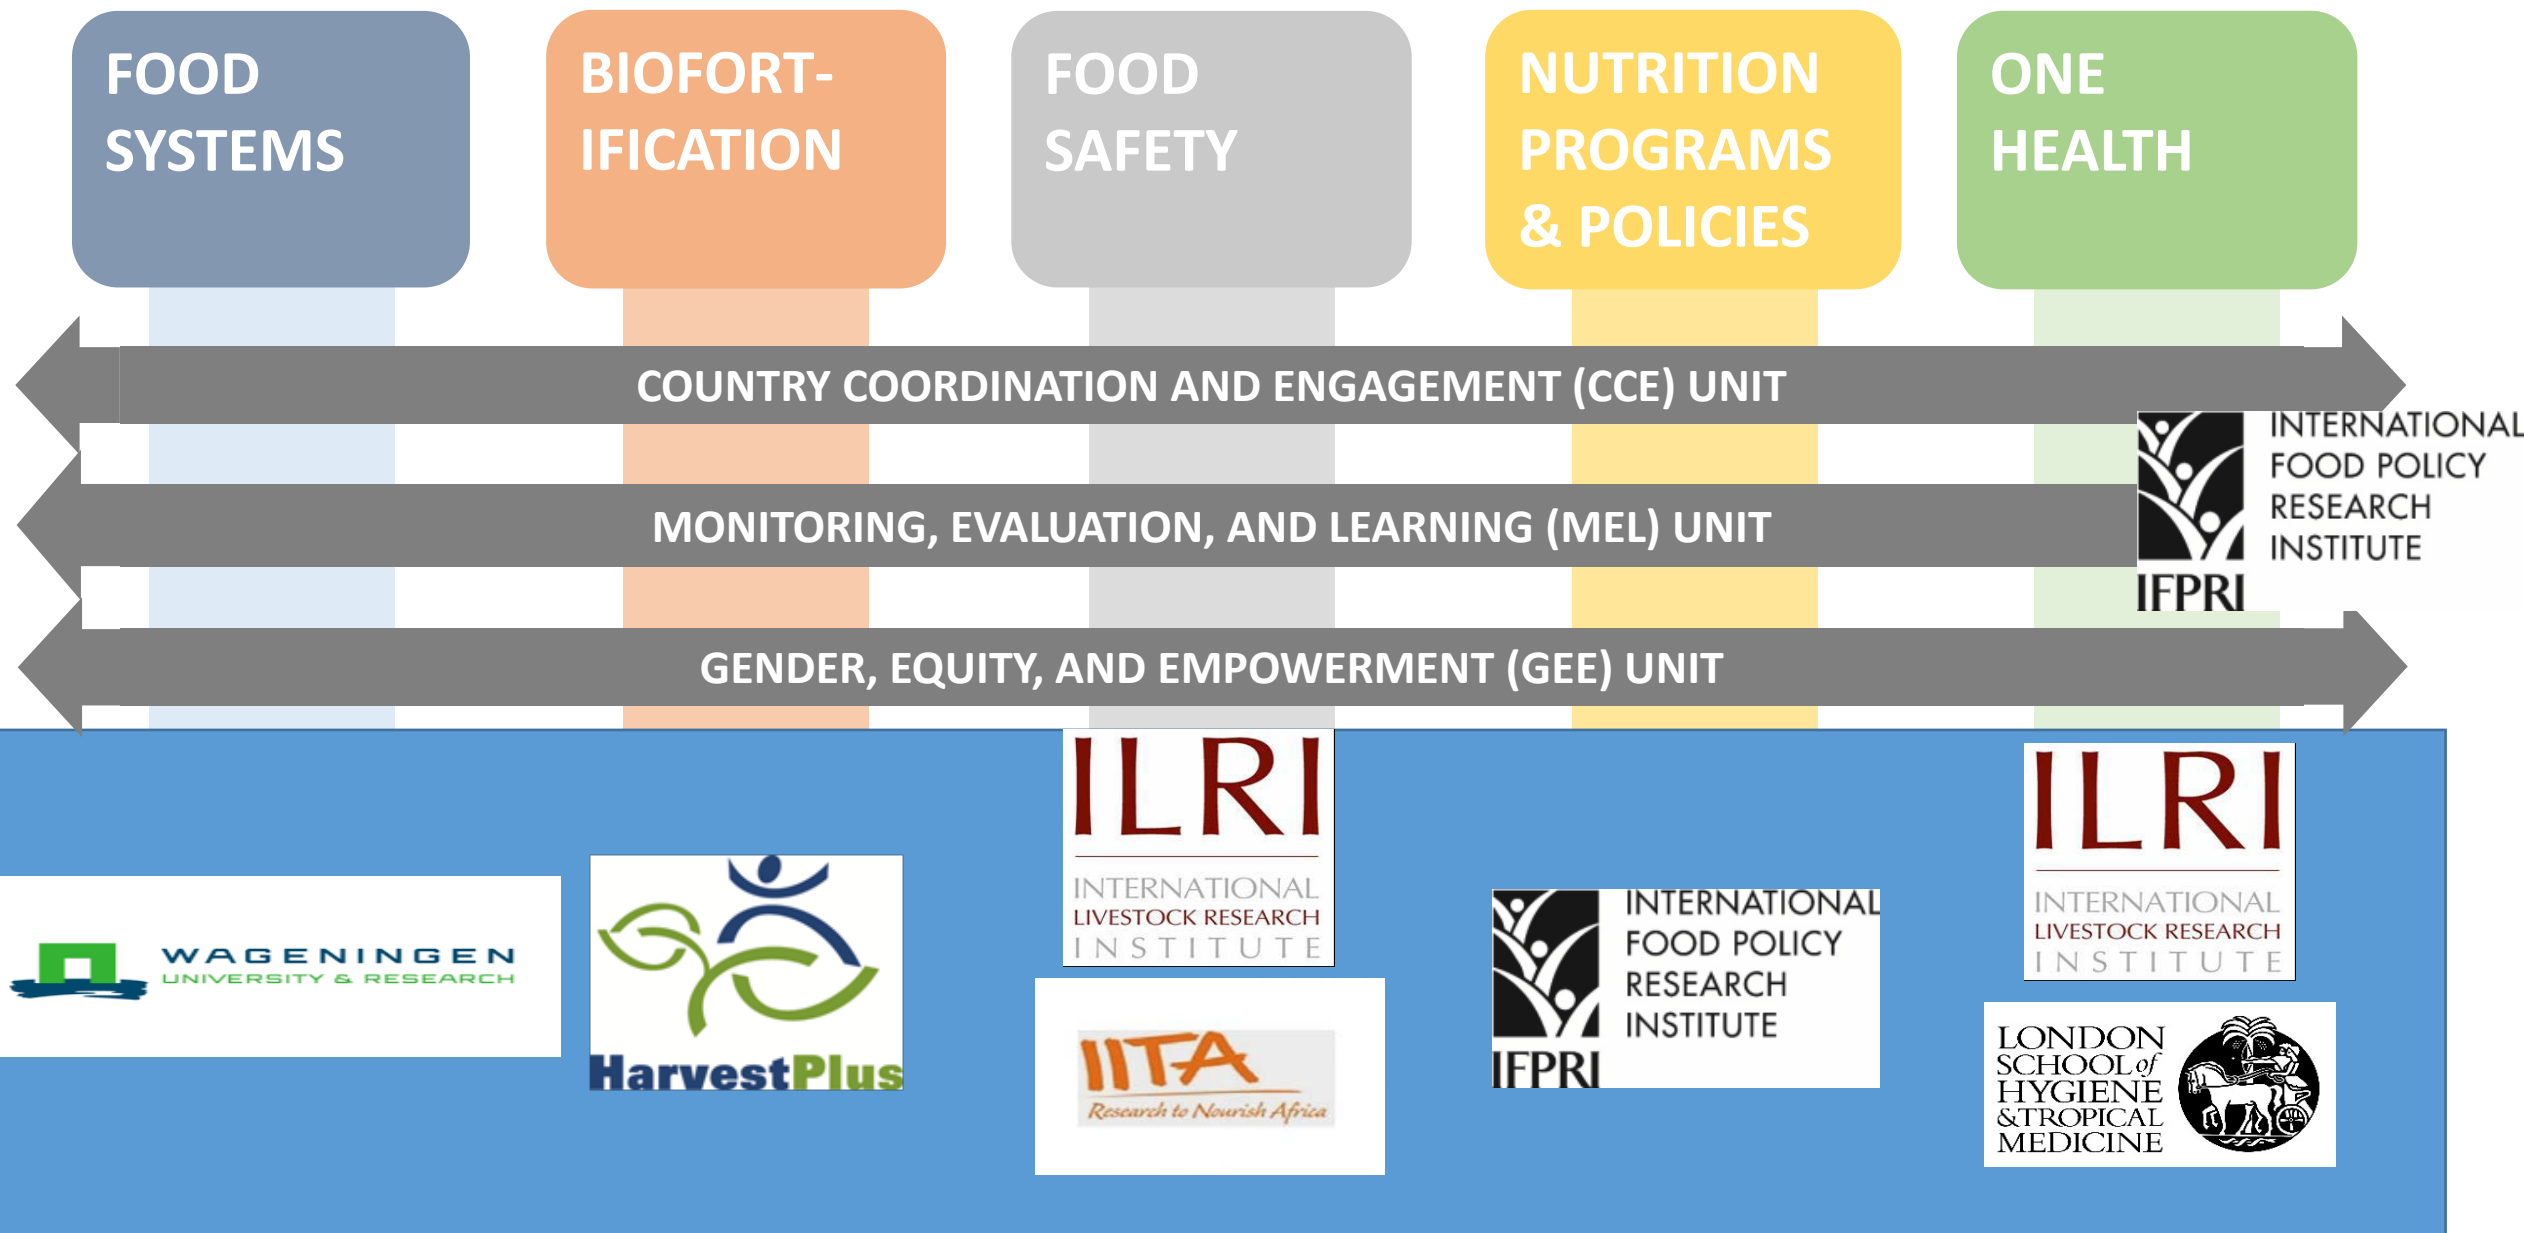 FOOD
SYSTEMS
BIOFORT-
IFICATION
FOOD
SAFETY
NUTRITION
PROGRAMS
& POLICIES
ONE
HEALTH
COUNTRY COORDINATION AND ENGAGEMENT (CCE) UNIT
MONITORING, EVALUATION, AND LEARNING (MEL) UNIT
INTERNATIONAL
FOOD POLICY
RESEARCH
INSTITUTE
IFPRI
GENDER, EQUITY, AND EMPOWERMENT (GEE) UNIT
WAGENINGEN
UNIVERSITY & RESEARCH
HarvestPlus
ILRI
INTERNATIONAL
LIVESTOCK RESEARCH
INSTITUTE
IITA
Research to Nourish Africa
INTERNATIONAL
FOOD POLICY
RESEARCH
INSTITUTE
IFPRI
ILRI
INTERNATIONAL
LIVESTOCK RESEARCH
INSTITUTE
LONDON
SCHOOL of
HYGIENE
& TROPICAL
MEDICINE